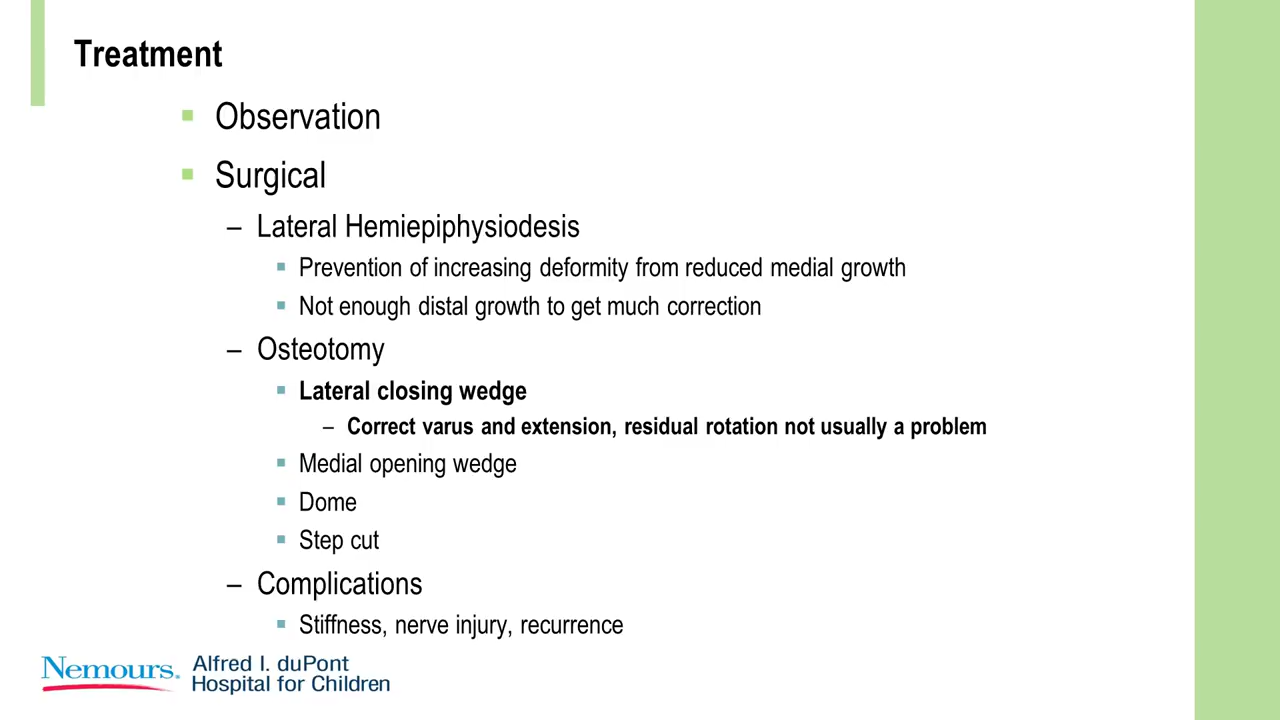 Treatment
▪ Observation
▪ Surgical
– Lateral Hemiepiphysiodesis
▪ Prevention of increasing deformity from reduced medial growth
▪ Not enough distal growth to get much correction
– Osteotomy
▪ Lateral closing wedge
– Correct varus and extension, residual rotation not usually a problem
▪ Medial opening wedge
▪ Dome
▪ Step cut
– Complications
▪ Stiffness, nerve injury, recurrence
Nemours. Alfred I. duPont
Hospital for Children